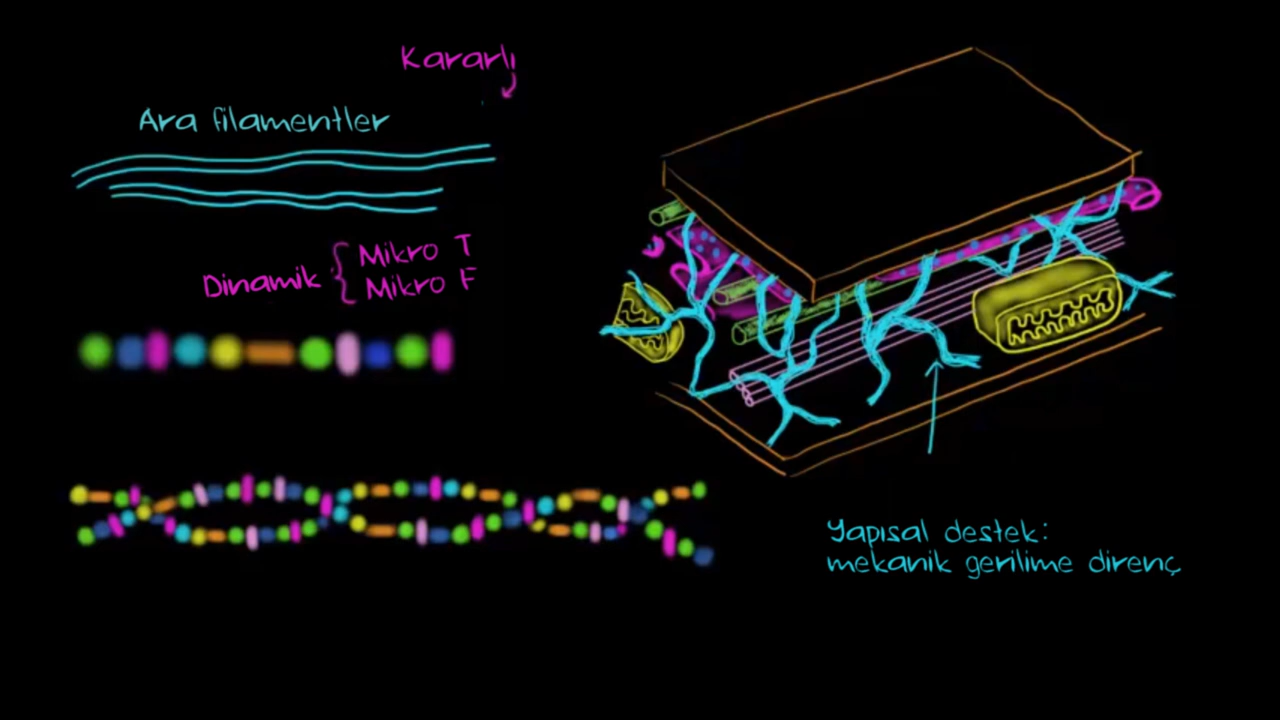 Kararlı
Ara filamentler
Dinamik { Mikro T
Mikro F
Yapısal destek:
mekanik gerilime direnç